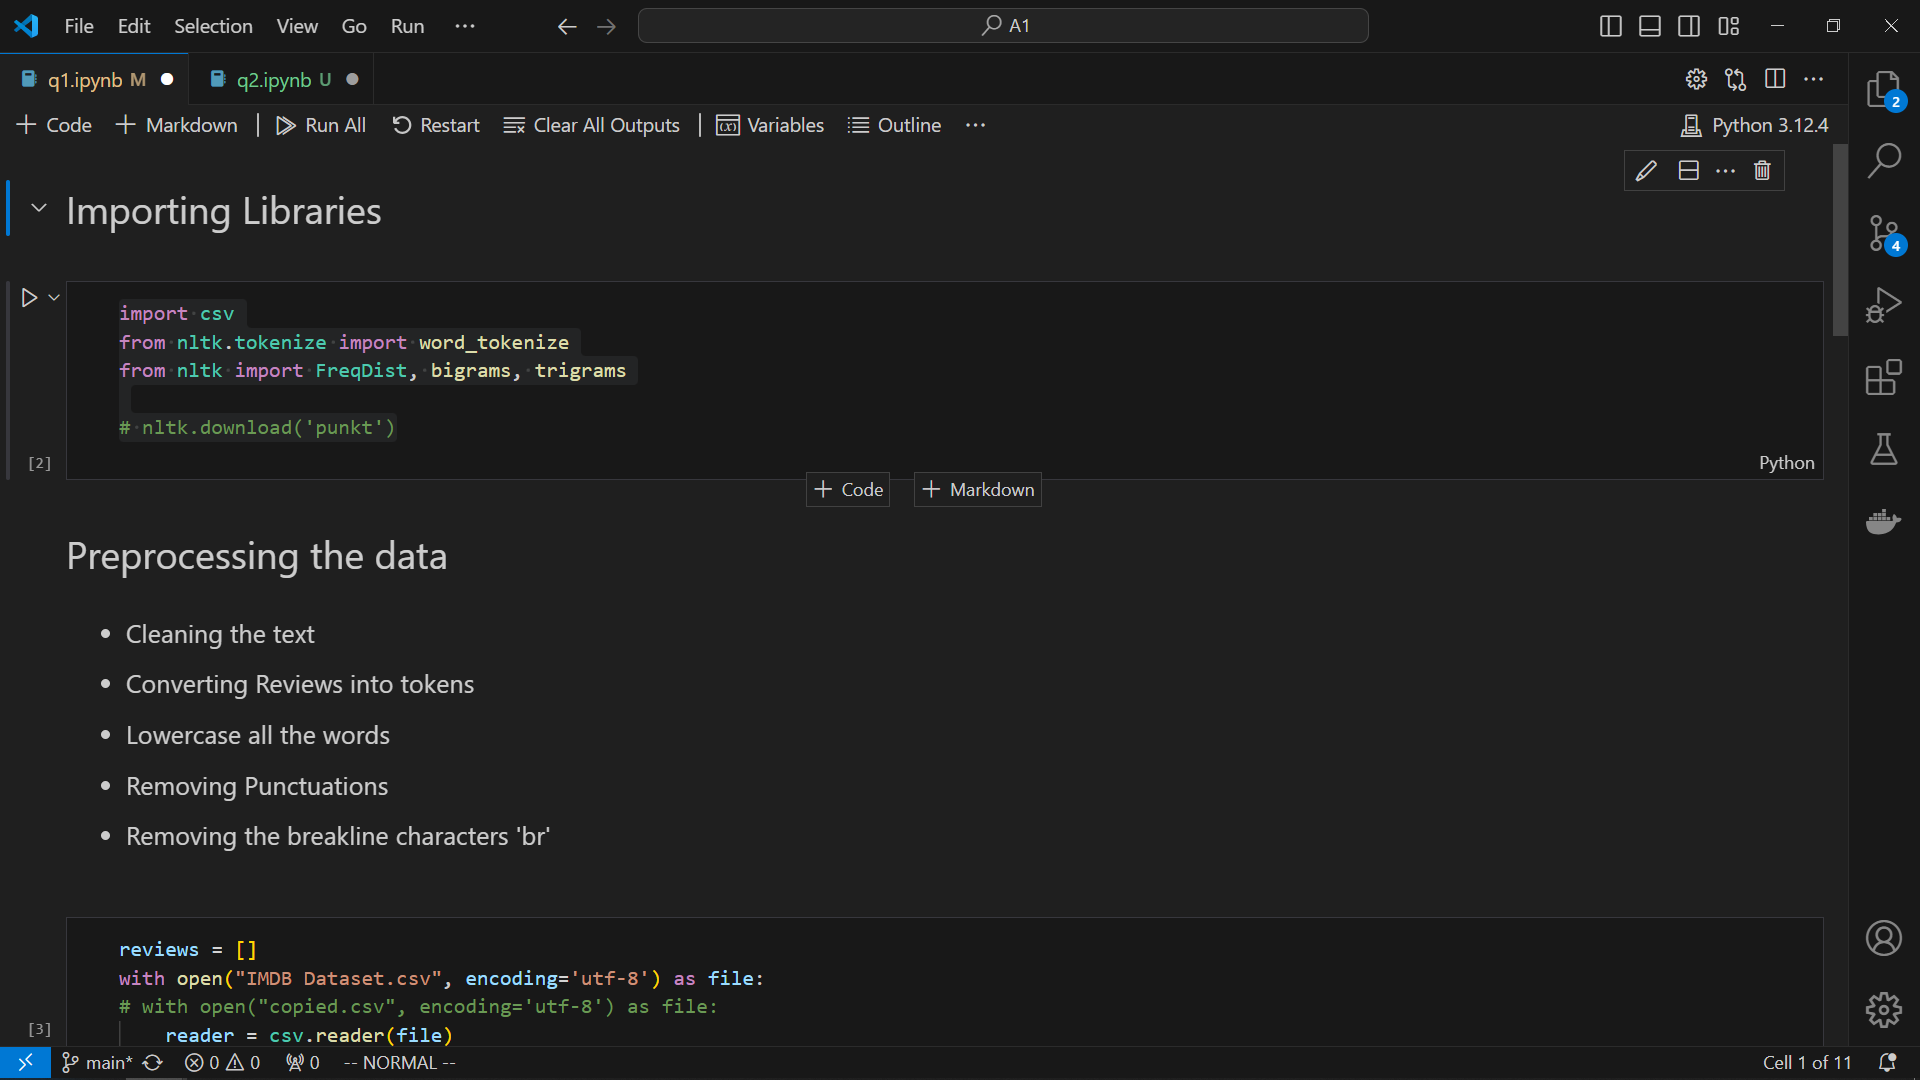 File Edit Selection View Go Run ··· A1
q1.ipynb M q2.ipynb U
Code Markdown Run All Restart Clear All Outputs Variables Outline ··· Python 3.12.4
2
Importing Libraries
4
import csv
from nltk.tokenize import word_tokenize
from nltk import FreqDist, bigrams, trigrams
# nltk.download('punkt')
[2]
Python
+ Code + Markdown
Preprocessing the data
• Cleaning the text
• Converting Reviews into tokens
• Lowercase all the words
• Removing Punctuations
• Removing the breakline characters 'br'
reviews = []
with open("IMDB Dataset.csv", encoding='utf-8') as file:
# with open("copied.csv", encoding='utf-8') as file:
[3]
reader = csv.reader(file)
main* 0 0 0 -- NORMAL -- Cell 1 of 11